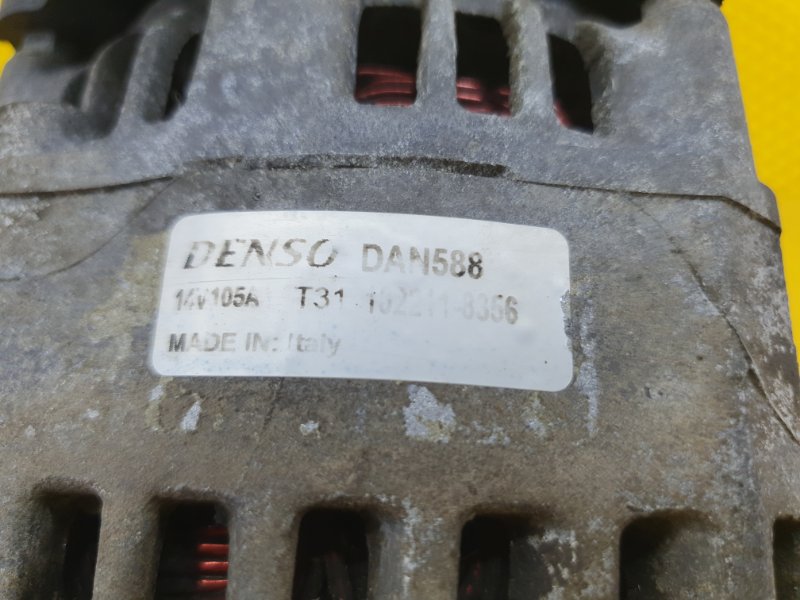 DENSO DAN588
14V105A T31 102211-8356
MADE IN: Italy